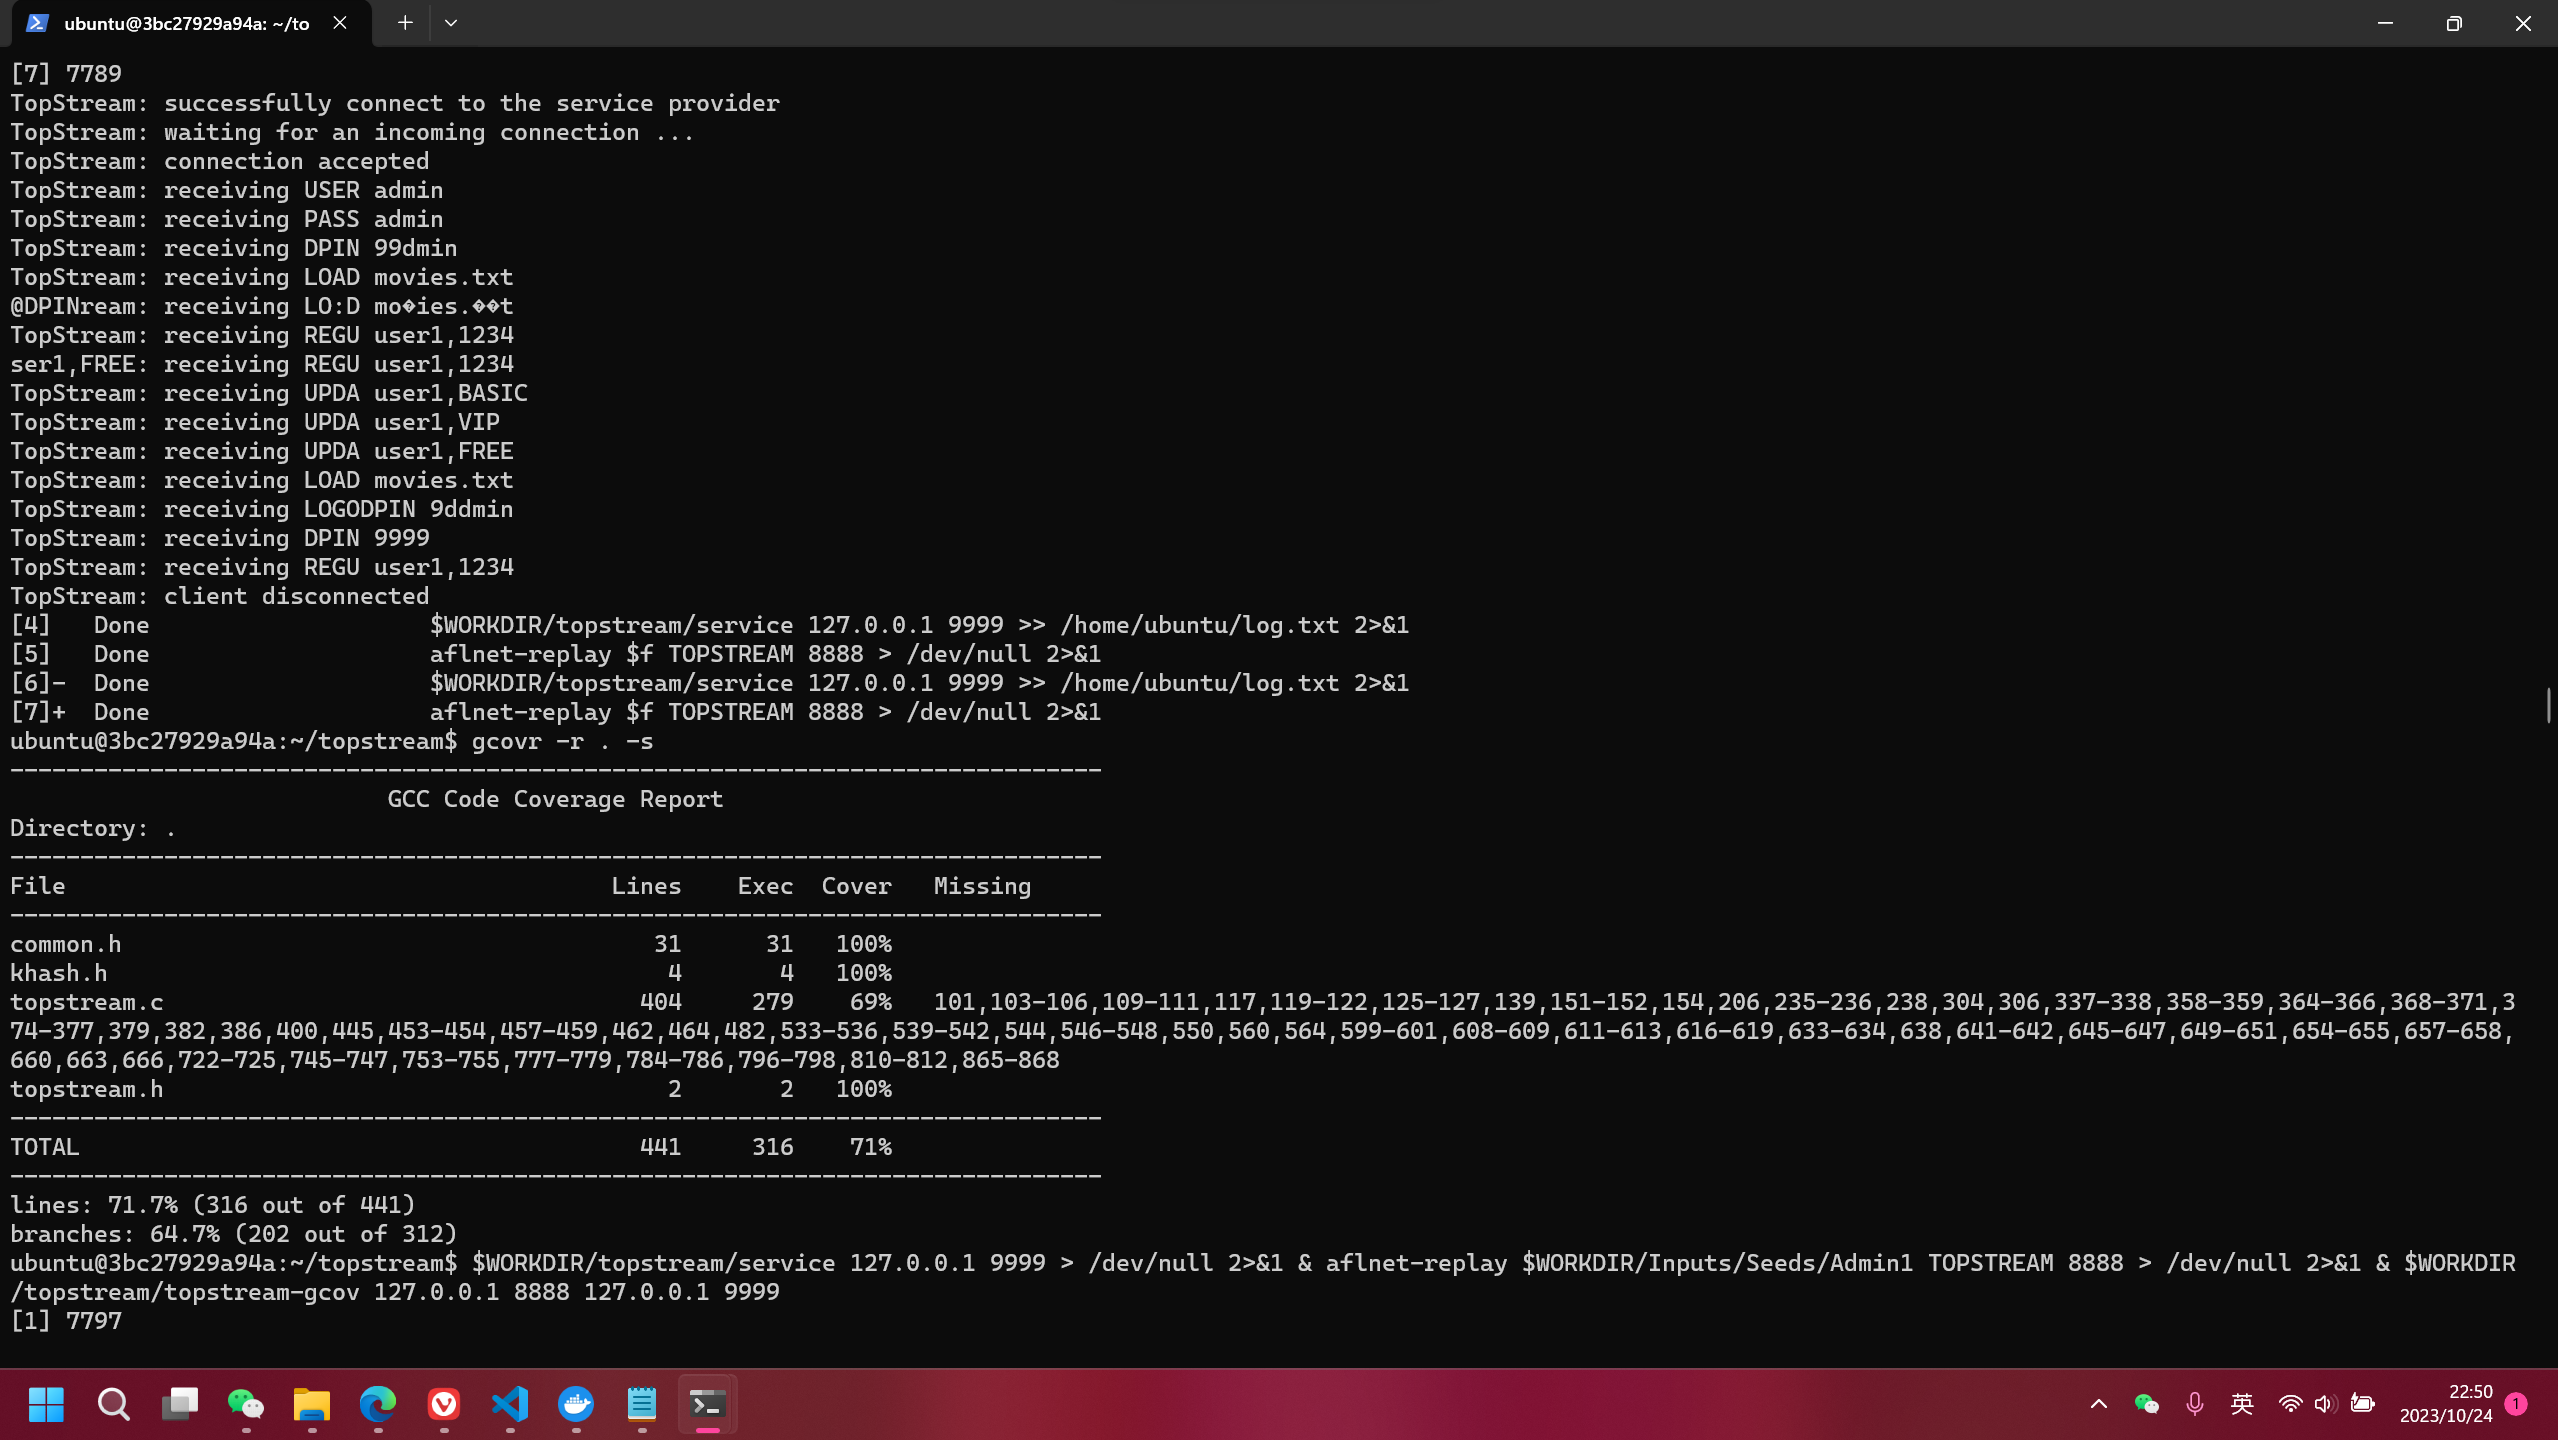 ubuntu@3bc27929a94a: ~/to
[7] 7789
TopStream: successfully connect to the service provider
TopStream: waiting for an incoming connection ...
TopStream: connection accepted
TopStream: receiving USER admin
TopStream: receiving PASS admin
TopStream: receiving DPIN 99dmin
TopStream: receiving LOAD movies.txt
@DPINream: receiving LO:D mo�ies.��t
TopStream: receiving REGU user1,1234
ser1,FREE: receiving REGU user1,1234
TopStream: receiving UPDA user1,BASIC
TopStream: receiving UPDA user1,VIP
TopStream: receiving UPDA user1,FREE
TopStream: receiving LOAD movies.txt
TopStream: receiving LOGODPIN 9ddmin
TopStream: receiving DPIN 9999
TopStream: receiving REGU user1,1234
TopStream: client disconnected
[4]   Done                    $WORKDIR/topstream/service 127.0.0.1 9999 >> /home/ubuntu/log.txt 2>&1
[5]   Done                    aflnet-replay $f TOPSTREAM 8888 > /dev/null 2>&1
[6]-  Done                    $WORKDIR/topstream/service 127.0.0.1 9999 >> /home/ubuntu/log.txt 2>&1
[7]+  Done                    aflnet-replay $f TOPSTREAM 8888 > /dev/null 2>&1
ubuntu@3bc27929a94a:~/topstream$ gcovr -r . -s
------------------------------------------------------------------------------
                           GCC Code Coverage Report
Directory: .
------------------------------------------------------------------------------
File                                       Lines    Exec  Cover   Missing
------------------------------------------------------------------------------
common.h                                      31      31   100%
khash.h                                        4       4   100%
topstream.c                                  404     279    69%   101,103-106,109-111,117,119-122,125-127,139,151-152,154,206,235-236,238,304,306,337-338,358-359,364-366,368-371,3
74-377,379,382,386,400,445,453-454,457-459,462,464,482,533-536,539-542,544,546-548,550,560,564,599-601,608-609,611-613,616-619,633-634,638,641-642,645-647,649-651,654-655,657-658,
660,663,666,722-725,745-747,753-755,777-779,784-786,796-798,810-812,865-868
topstream.h                                    2       2   100%
------------------------------------------------------------------------------
TOTAL                                        441     316    71%
------------------------------------------------------------------------------
lines: 71.7% (316 out of 441)
branches: 64.7% (202 out of 312)
ubuntu@3bc27929a94a:~/topstream$ $WORKDIR/topstream/service 127.0.0.1 9999 > /dev/null 2>&1 & aflnet-replay $WORKDIR/Inputs/Seeds/Admin1 TOPSTREAM 8888 > /dev/null 2>&1 & $WORKDIR
/topstream/topstream-gcov 127.0.0.1 8888 127.0.0.1 9999
[1] 7797
英
22:50
2023/10/24
1